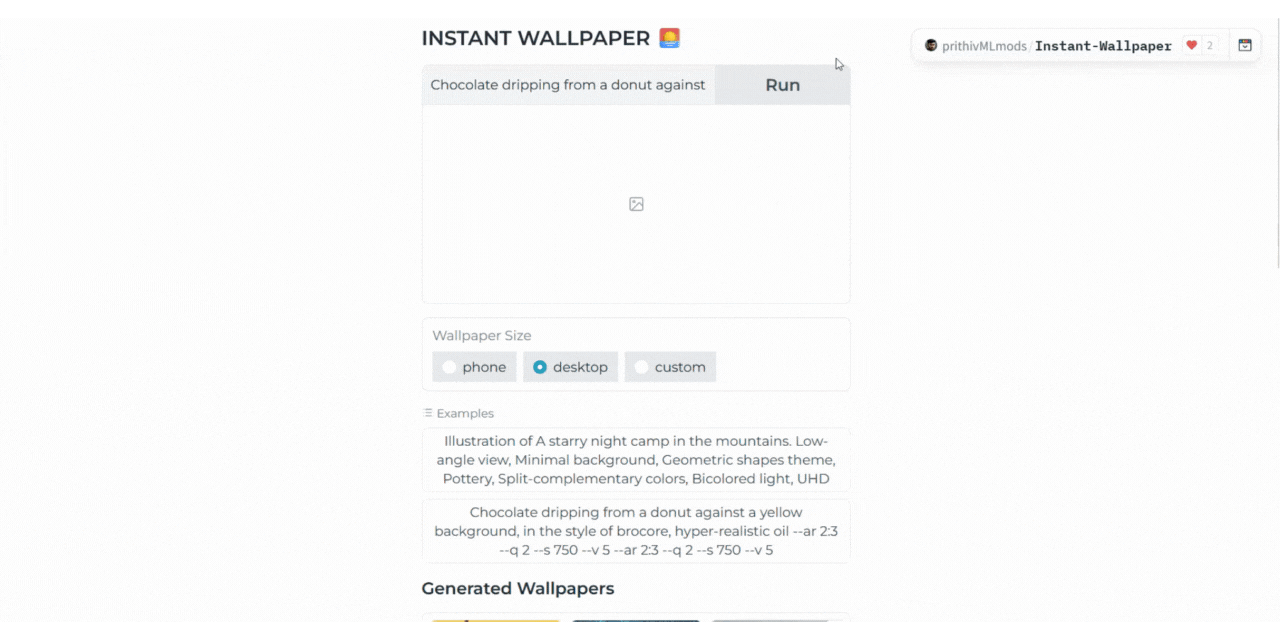 INSTANT WALLPAPER 🌅
prithivMLmods/Instant-Wallpaper 2
Chocolate dripping from a donut against
Run
Wallpaper Size
phone
desktop
custom
Examples
Illustration of A starry night camp in the mountains. Low-
angle view, Minimal background, Geometric shapes theme,
Pottery, Split-complementary colors, Bicolored light, UHD
Chocolate dripping from a donut against a yellow
background, in the style of brocore, hyper-realistic oil --ar 2:3
--q 2 --s 750 --v 5 --ar 2:3 --q 2 --s 750 --v 5
Generated Wallpapers